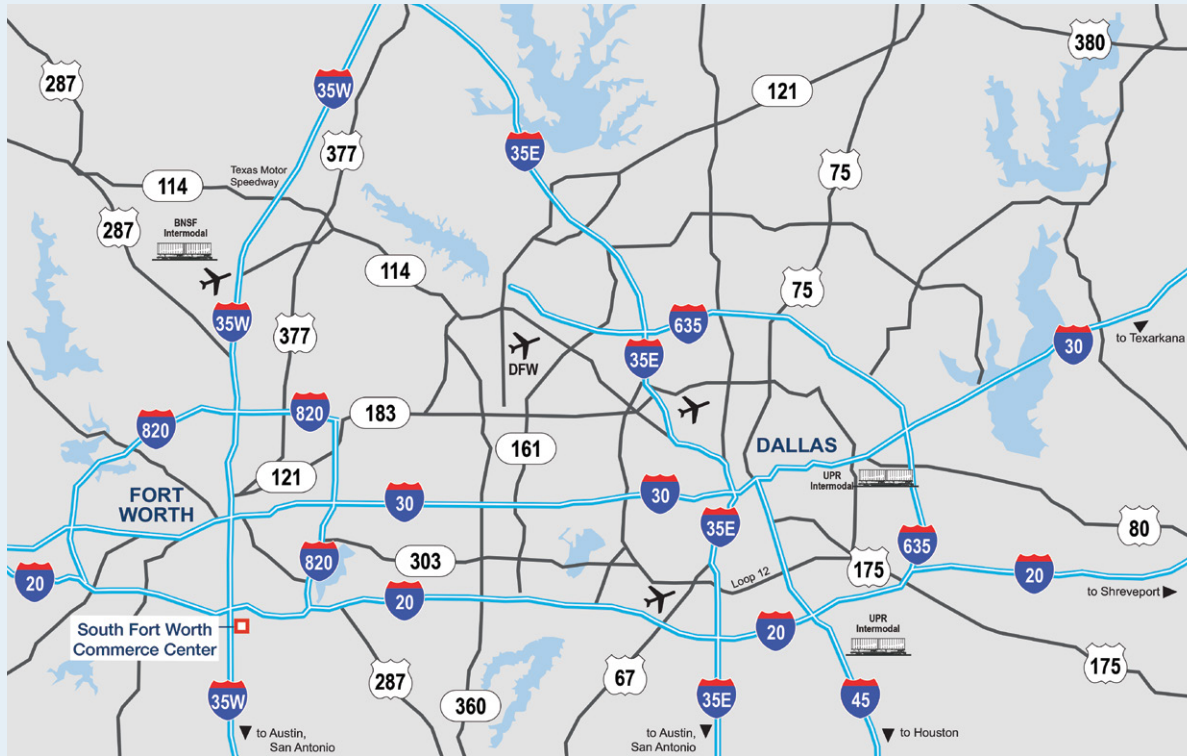 380
287
35W
121
35E
377
75
Texas Motor
Speedway
114
287
BNSF
Intermodal
114
75
35W
635
377
30
to Texarkana
35E
DFW
820
183
820
DALLAS
161
121
UPR
Intermodal
FORT
WORTH
30
30
35E
80
635
303
820
175
20
20
Loop 12
20
to Shreveport
South Fort Worth
Commerce Center
20
UPR
Intermodal
175
287
67
35W
360
35E
45
to Austin,
San Antonio
to Austin,
San Antonio
to Houston